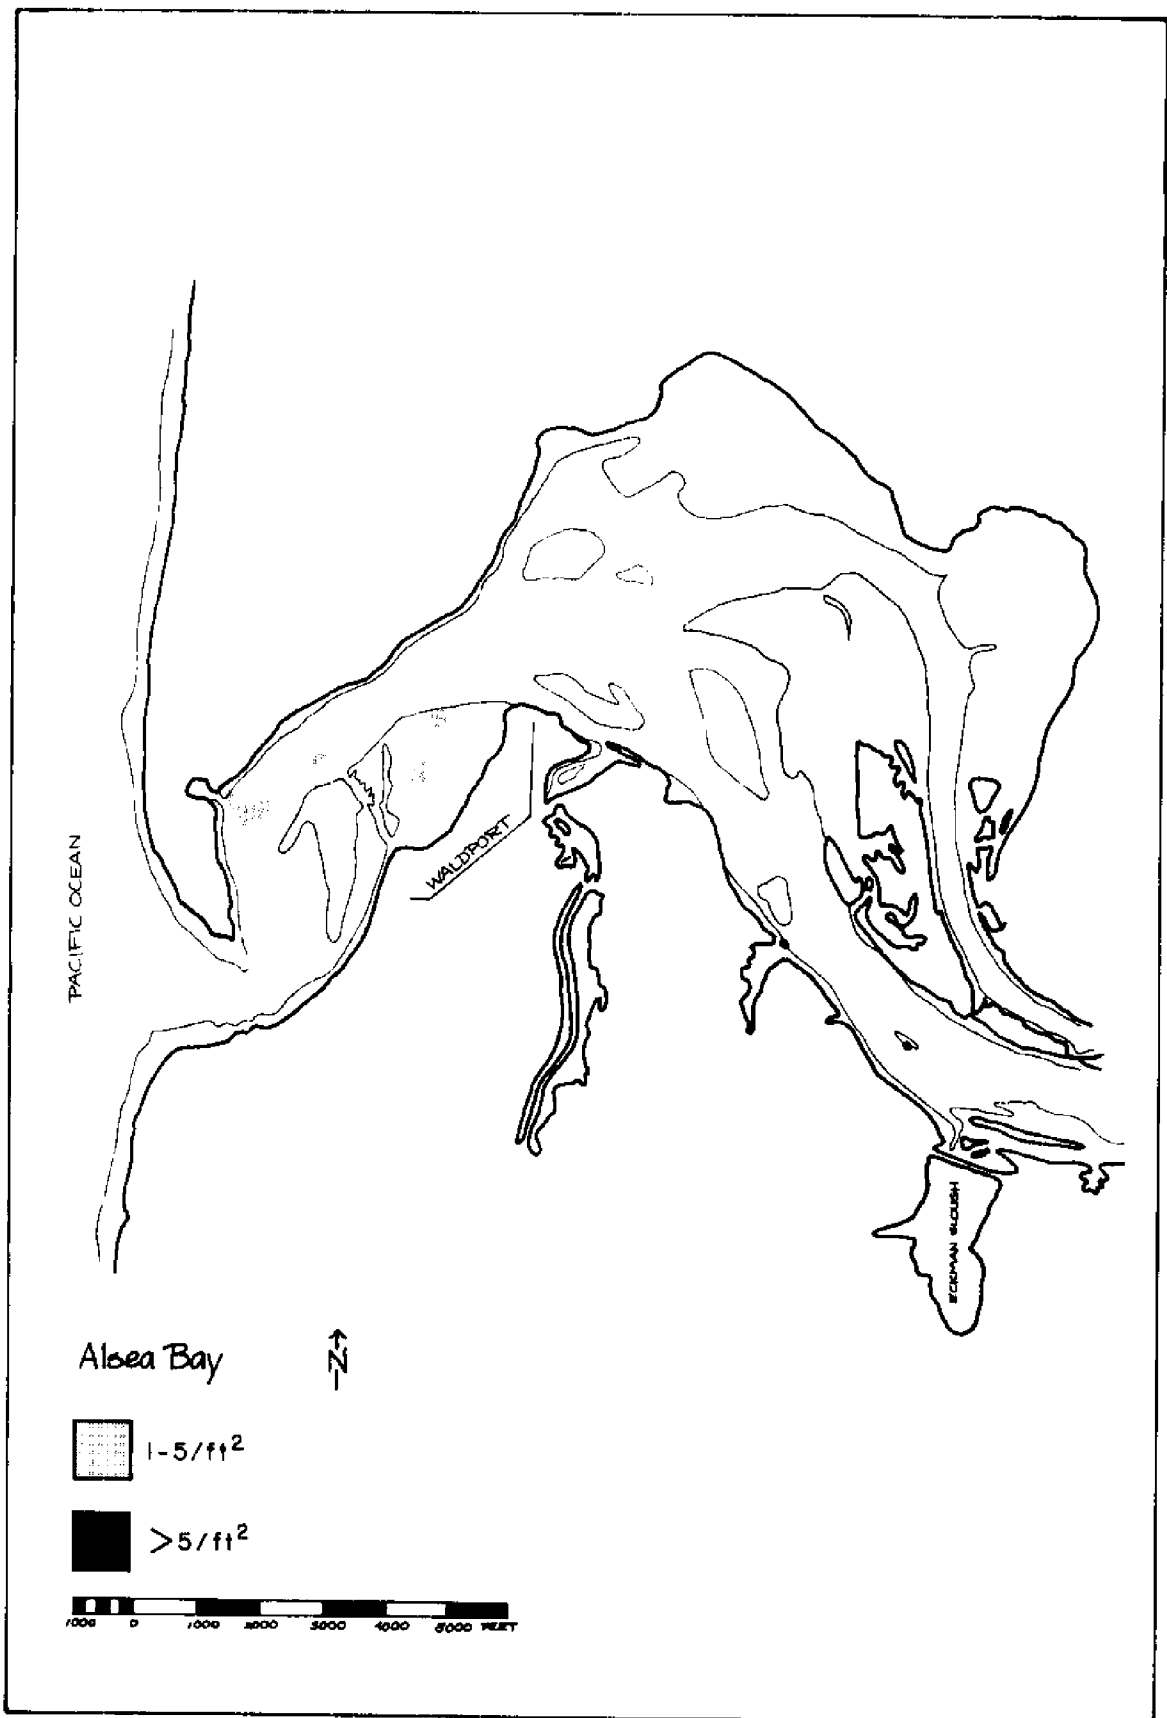 PACIFIC OCEAN
WALDPORT
ECKMAN SLOUGH
Alsea Bay
N
1-5/ft²
>5/ft²
1000 0 1000 2000 3000 4000 5000 FEET